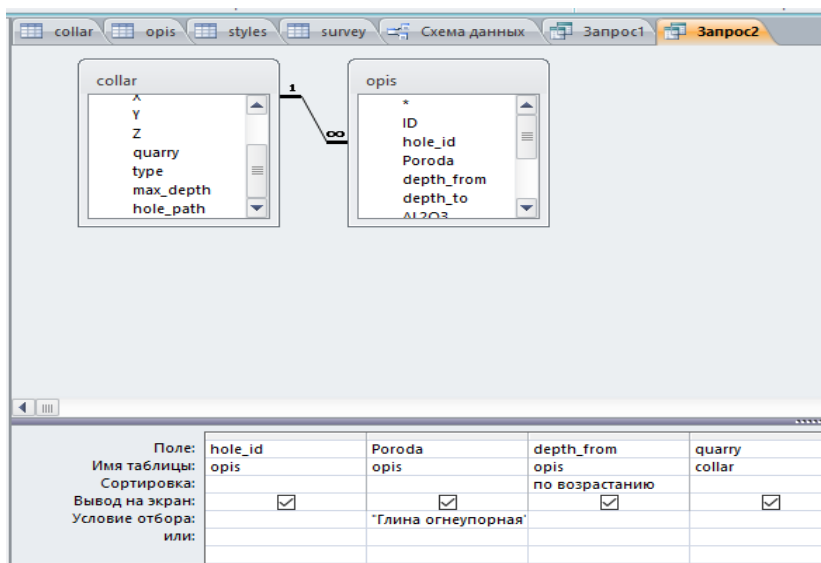 collar opis styles survey Схема данных Запрос1 Запрос2
collar
X
Y
Z
quarry
type
max_depth
hole_path
1
∞
opis
*
ID
hole_id
Poroda
depth_from
depth_to
AL2O3
Поле: hole_id Poroda depth_from quarry
Имя таблицы: opis opis opis collar
Сортировка: по возрастанию
Вывод на экран:
Условие отбора: "Глина огнеупорная"
или: